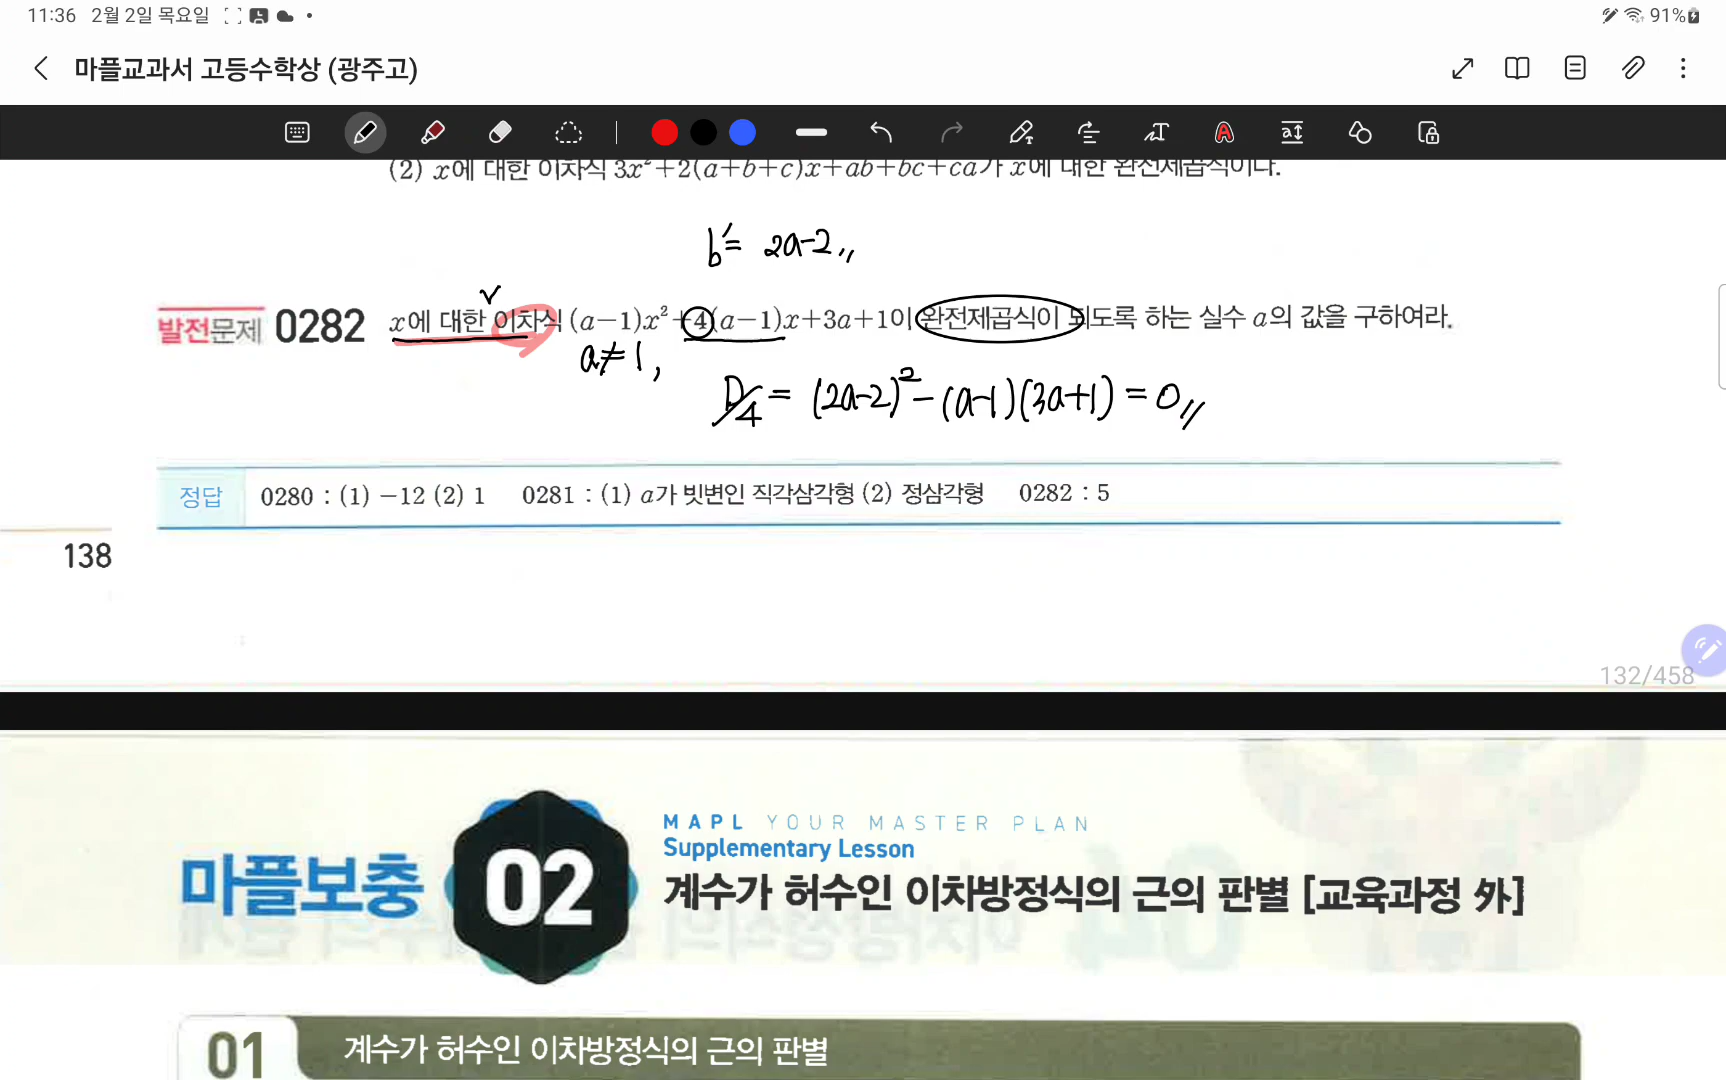 11:36 2월 2일 목요일 91%
마플교과서 고등수학상 (광주고)
(2) x에 대한 이차식 3x²+2(a+b+c)x+ab+bc+ca가 x에 대한 완전제곱식이다.
b′= 2a-2,,
발전문제 0282 x에 대한 이차식 (a-1)x²+4(a-1)x+3a+1이 완전제곱식이 되도록 하는 실수 a의 값을 구하여라.
a≠1,
D/4 = (2a-2)²-(a-1)(3a+1)=0,,
정답 0280 : (1) -12 (2) 1 0281 : (1) a가 빗변인 직각삼각형 (2) 정삼각형 0282 : 5
138
132/458
MAPL YOUR MASTER PLAN
Supplementary Lesson
마플보충 02 계수가 허수인 이차방정식의 근의 판별 [교육과정 外]
01 계수가 허수인 이차방정식의 근의 판별